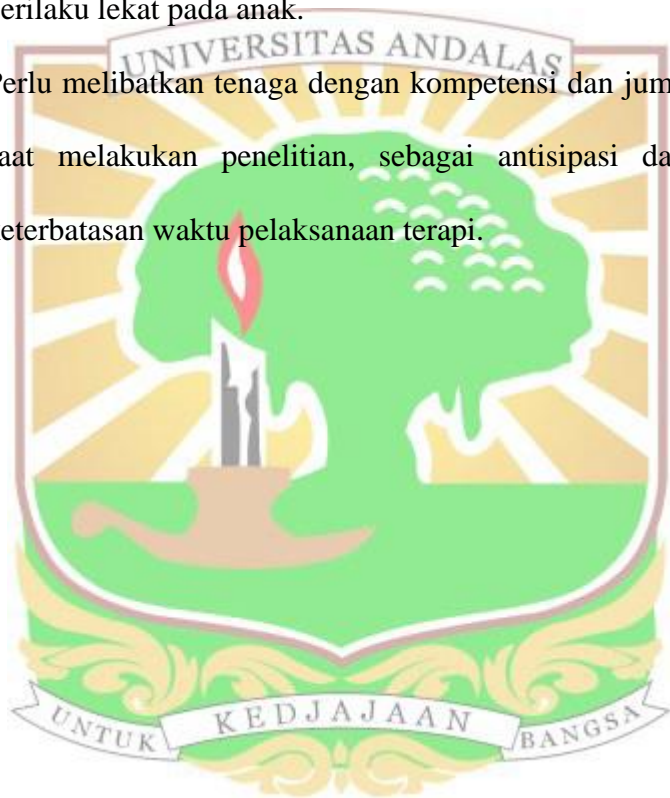 erilaku lekat pada anak.
UNIVERSITAS ANDALAS
Perlu melibatkan tenaga dengan kompetensi dan jum
aat melakukan penelitian, sebagai antisipasi da
eterbatasan waktu pelaksanaan terapi.
UNTUK KEDJAJAAN BANGSA